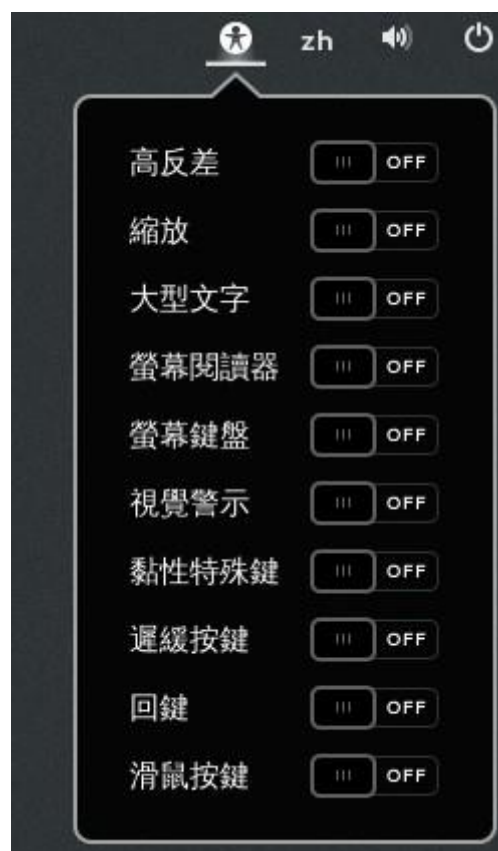 zh
高反差 OFF
縮放 OFF
大型文字 OFF
螢幕閱讀器 OFF
螢幕鍵盤 OFF
視覺警示 OFF
黏性特殊鍵 OFF
遲緩按鍵 OFF
回鍵 OFF
滑鼠按鍵 OFF